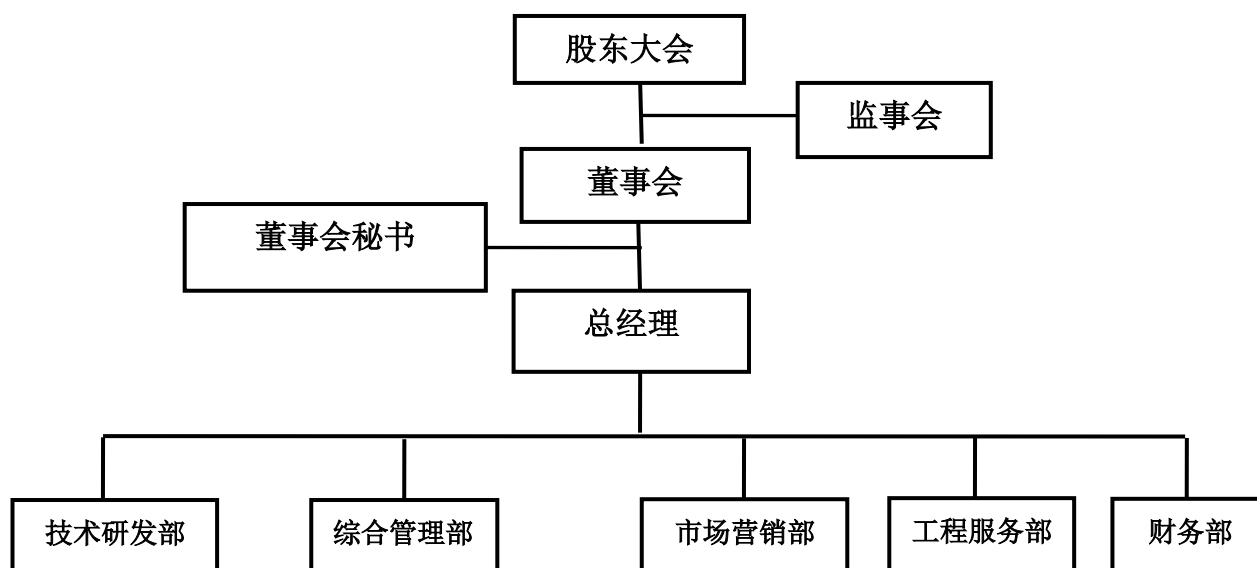 股东大会
监事会
董事会
董事会秘书
总经理
技术研发部
综合管理部
市场营销部
工程服务部
财务部